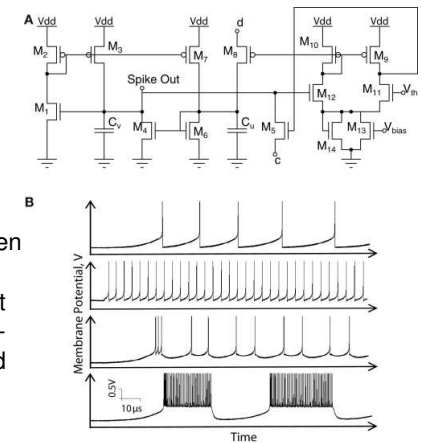 A
Vdd Vdd Vdd d Vdd Vdd
M2 M3 M7 M8 M10 M9
Spike Out
M12 M11 Vth
M1 Cv M4 M6 Cu M5 M14 M13 Vbias
c
B
en
t
-
d
Membrane Potential, V
0.5V
10µs
Time